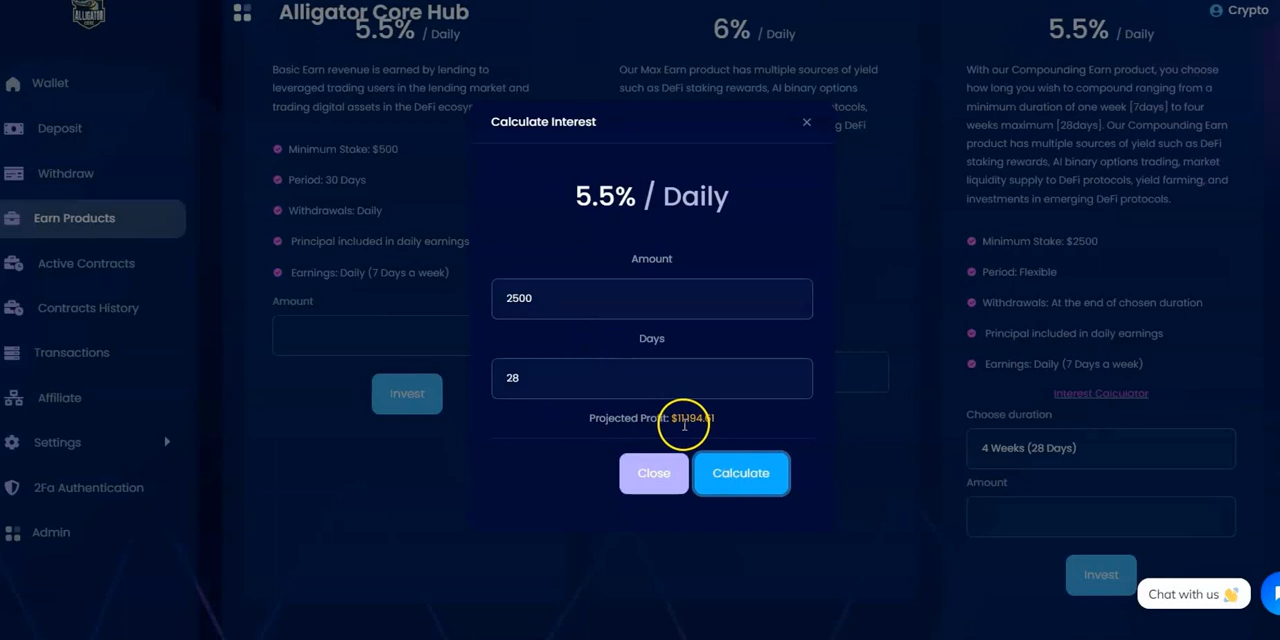 ALLIGATOR
Alligator Core Hub
Crypto
Wallet
Deposit
Withdraw
Earn Products
Active Contracts
Contracts History
Transactions
Affiliate
Settings
2Fa Authentication
Admin
5.5% / Daily
Basic Earn revenue is earned by lending to
leveraged trading users in the lending market and
trading digital assets in the DeFi ecosy
Minimum Stake: $500
Period: 30 Days
Withdrawals: Daily
Principal included in daily earnings
Earnings: Daily (7 Days a week)
Amount
Invest
6% / Daily
Our Max Earn product has multiple sources of yield
such as DeFi staking rewards, AI binary options
otocols,
g DeFi
Calculate Interest
×
5.5% / Daily
Amount
2500
Days
28
Projected Profit: $11,194.61
Close
Calculate
5.5% / Daily
With our Compounding Earn product, you choose
how long you wish to compound ranging from a
minimum duration of one week [7days] to four
weeks maximum [28days]. Our Compounding Earn
product has multiple sources of yield such as DeFi
staking rewards, AI binary options trading, market
liquidity supply to DeFi protocols, yield farming, and
investments in emerging DeFi protocols.
Minimum Stake: $2500
Period: Flexible
Withdrawals: At the end of chosen duration
Principal included in daily earnings
Earnings: Daily (7 Days a week)
Interest Calculator
Choose duration
4 Weeks (28 Days)
Amount
Invest
Chat with us 👋